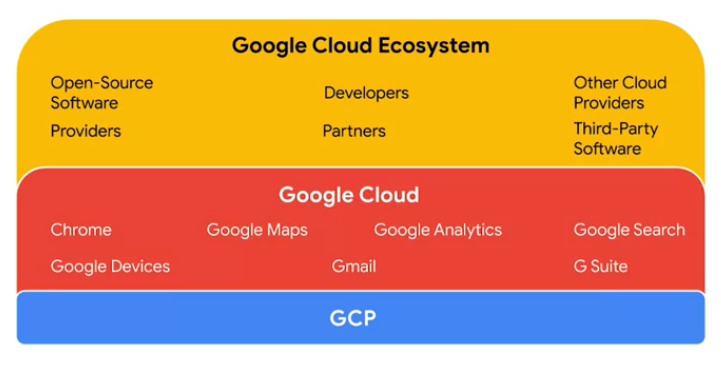 Google Cloud Ecosystem
Open-Source
Software
Developers
Other Cloud
Providers
Providers
Partners
Third-Party
Software
Google Cloud
Chrome
Google Maps
Google Analytics
Google Search
Google Devices
Gmail
G Suite
GCP